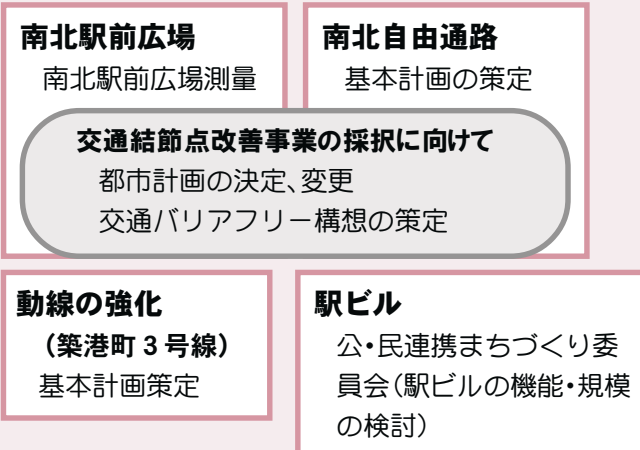 南北駅前広場
南北駅前広場測量
南北自由通路
基本計画の策定
交通結節点改善事業の採択に向けて
都市計画の決定、変更
交通バリアフリー構想の策定
動線の強化
（築港町3号線）
基本計画策定
駅ビル
公・民連携まちづくり委
員会（駅ビルの機能・規模
の検討）